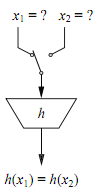 x₁ = ? x₂ = ?
h
h(x₁) = h(x₂)